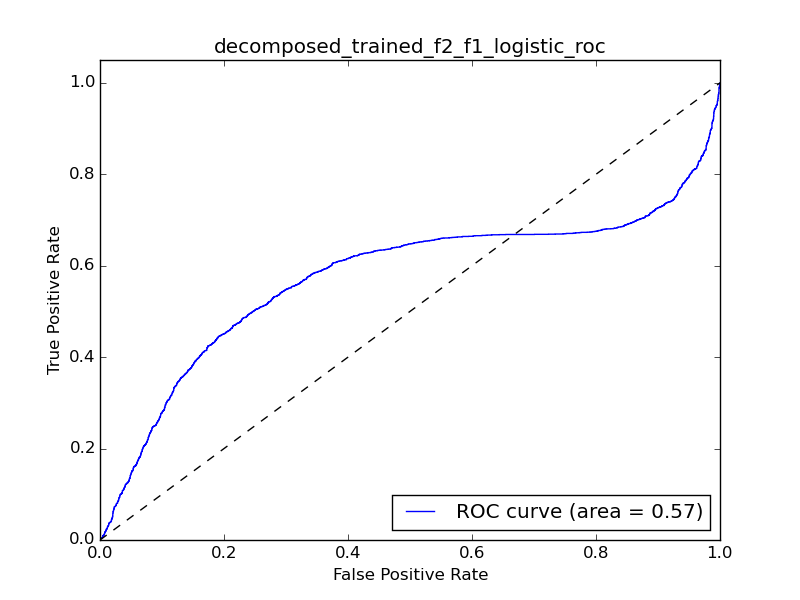 decomposed_trained_f2_f1_logistic_roc
1.0
0.8
0.6
0.4
0.2
0.0
True Positive Rate
ROC curve (area = 0.57)
0.0 0.2 0.4 0.6 0.8 1.0
False Positive Rate